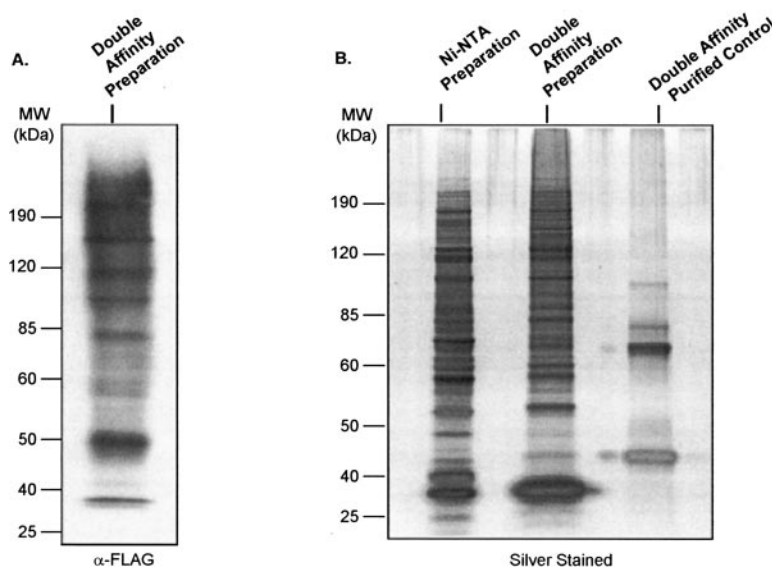 A.
Double
Affinity
Preparation
MW
(kDa)
190
120
85
60
50
40
25
α-FLAG
B.
Ni-NTA
Preparation
Double
Affinity
Preparation
Double Affinity
Purified Control
MW
(kDa)
190
120
85
60
50
40
25
Silver Stained